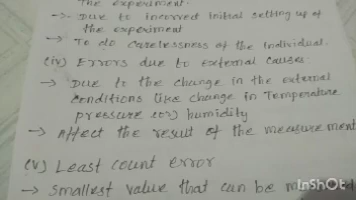 the experiment.
→ Due to incorrect initial setting up of
the experiment
→ To do carelessness of the individual.
(iv) Errors due to external causes
→ Due to the change in the external
conditions like change in Temperature
pressure (or) humidity
→ Affect the result of the measurement
(v) Least count error
→ Smallest value that can be
InShOt